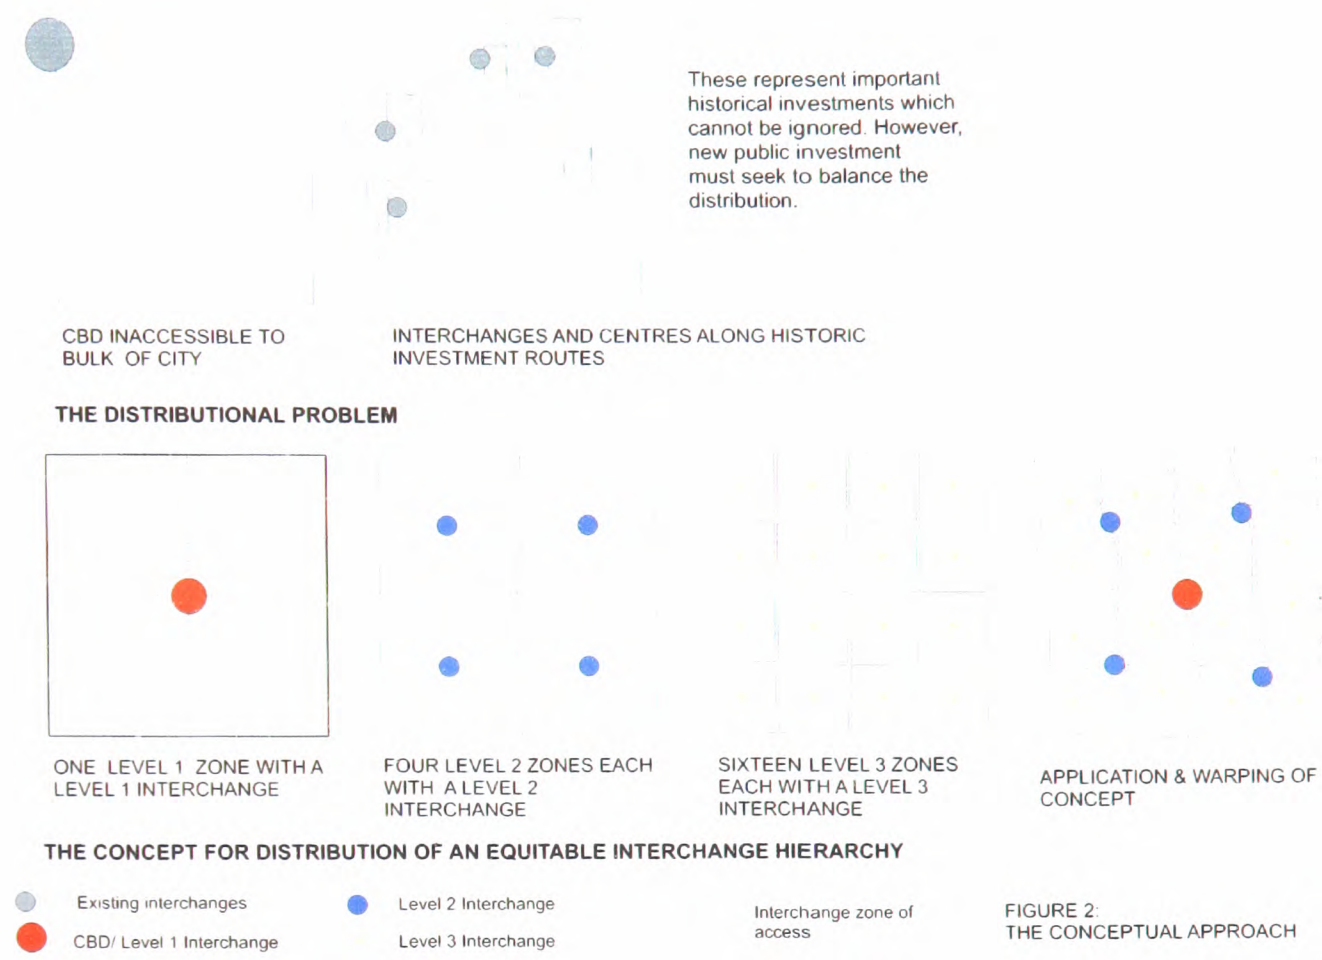 These represent important
historical investments which
cannot be ignored. However,
new public investment
must seek to balance the
distribution.
CBD INACCESSIBLE TO
BULK OF CITY
INTERCHANGES AND CENTRES ALONG HISTORIC
INVESTMENT ROUTES
THE DISTRIBUTIONAL PROBLEM
ONE LEVEL 1 ZONE WITH A
LEVEL 1 INTERCHANGE
FOUR LEVEL 2 ZONES EACH
WITH A LEVEL 2
INTERCHANGE
SIXTEEN LEVEL 3 ZONES
EACH WITH A LEVEL 3
INTERCHANGE
APPLICATION & WARPING OF
CONCEPT
THE CONCEPT FOR DISTRIBUTION OF AN EQUITABLE INTERCHANGE HIERARCHY
Existing interchanges
CBD/ Level 1 Interchange
Level 2 Interchange
Level 3 Interchange
Interchange zone of
access
FIGURE 2:
THE CONCEPTUAL APPROACH